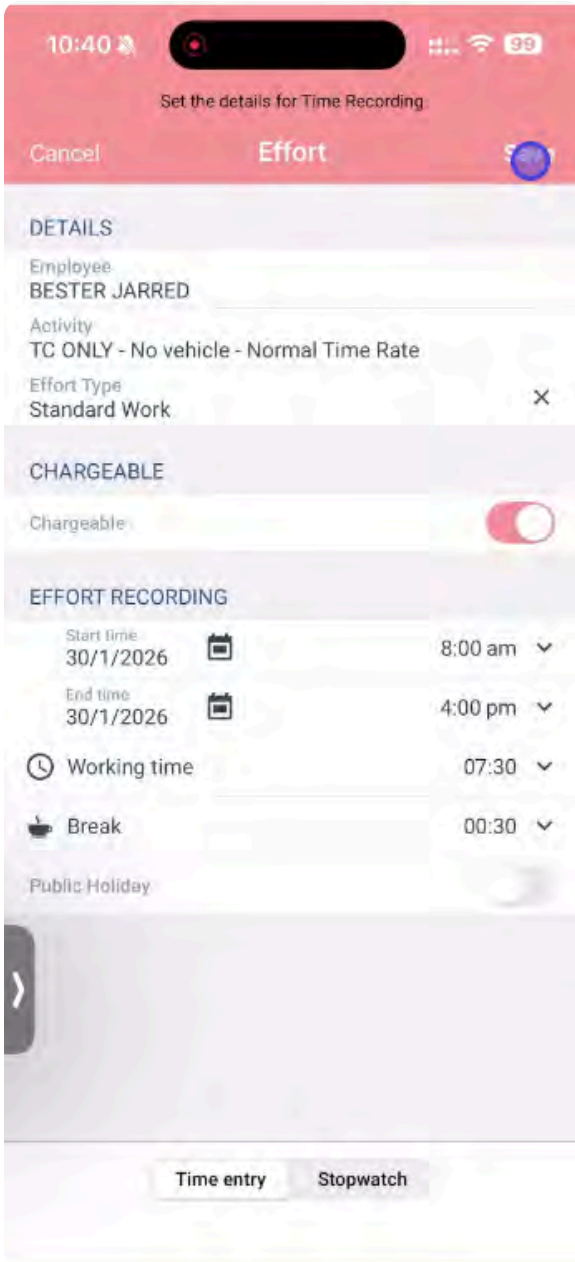 10:40
99
Set the details for Time Recording
Cancel Effort
DETAILS
Employee
BESTER JARRED
Activity
TC ONLY - No vehicle - Normal Time Rate
Effort Type
Standard Work
CHARGEABLE
Chargeable
EFFORT RECORDING
Start time
30/1/2026 8:00 am
End time
30/1/2026 4:00 pm
Working time 07:30
Break 00:30
Public Holiday
Time entry Stopwatch